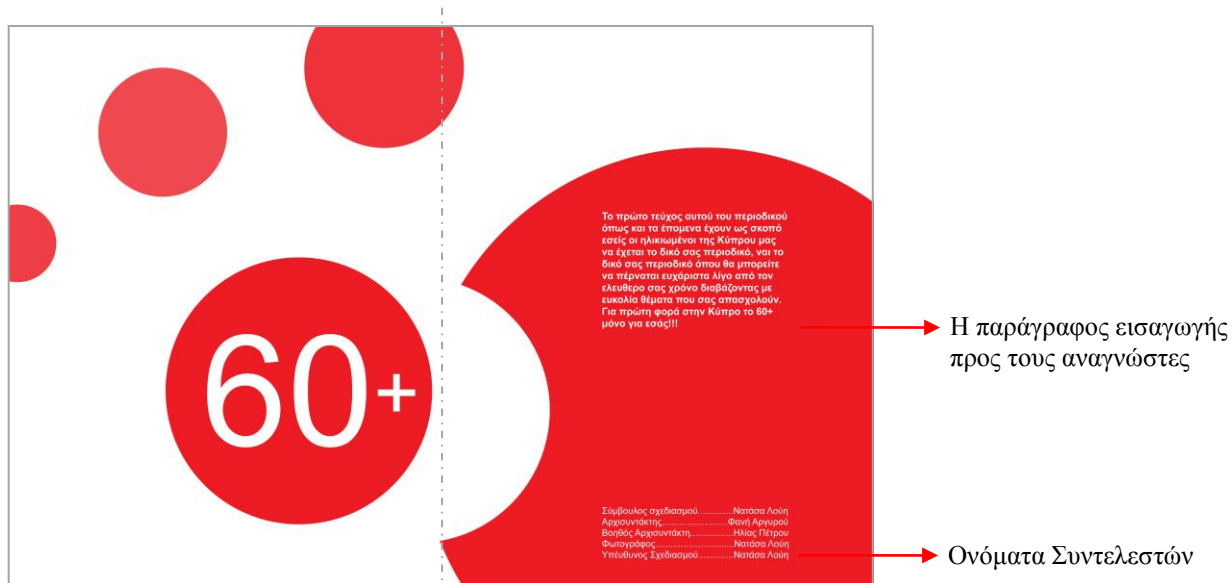 60+
Το πρώτο τεύχος αυτού του περιοδικού
όπως και τα έπομενα έχουν ως σκοπό
εσείς οι ηλικιωμένοι της Κύπρου μας
να έχεται το δικό σας περιοδικό, ναι το
δικό σας περιοδικό όπου θα μπορείτε
να πέρναται ευχάριστα λίγο από τον
ελευθερο σας χρόνο διαβάζοντας με
ευκολία θέματα που σας απασχολούν.
Για πρώτη φορά στην Κύπρο το 60+
μόνο για εσάς!!!
Η παράγραφος εισαγωγής
προς τους αναγνώστες
Σύμβουλος σχεδιασμού............Νατάσα Λούη
Αρχισυντάκτης.......................Φανή Αργυρού
Βοηθός Αρχισυντάκτη...............Ηλίας Πέτρου
Φωτογράφος...........................Νατάσα Λούη
Υπέυθυνος Σχεδιασμού............Νατάσα Λούη
Ονόματα Συντελεστών